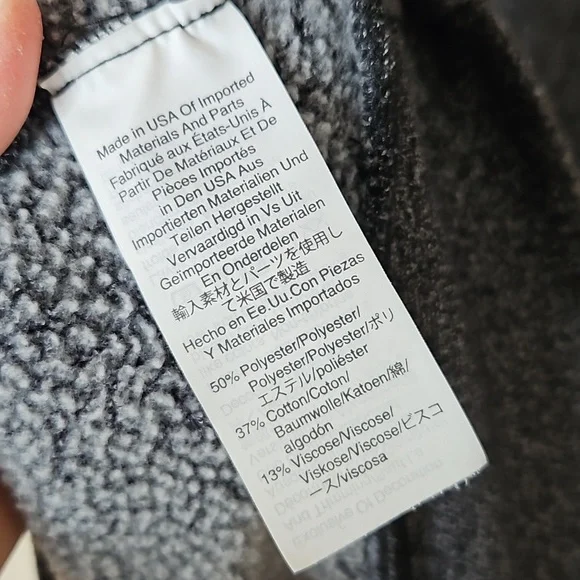 Made in USA Of Imported
Materials And Parts
Fabriqué aux États-Unis À
Partir De Matériaux Et De
Pièces Importés
in Den USA Aus
Importierten Materialien Und
Teilen Hergestellt
Vervaardigd in Vs Uit
Geïmporteerde Materialen
En Onderdelen
輸入素材とパーツを使用し
て米国で製造
Hecho en Ee.Uu.Con Piezas
Y Materiales Importados
50% Polyester/Polyester/
Polyester/Polyester/ポリ
エステル/poliéster
37% Cotton/Coton/
Baumwolle/Katoen/綿/
algodón
13% Viscose/Viscose/
Viskose/Viscose/ビスコ
ース/viscosa